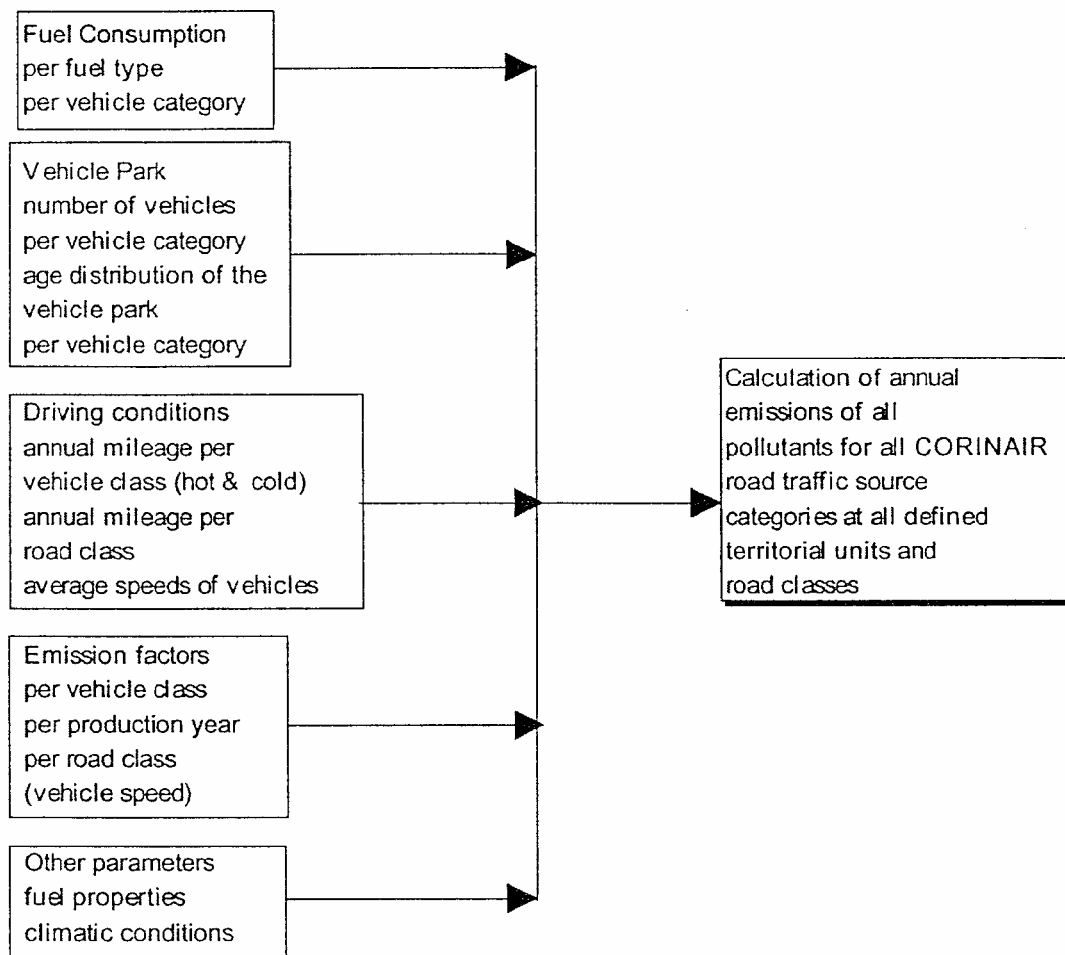 Fuel Consumption
per fuel type
per vehicle category
Vehicle Park
number of vehicles
per vehicle category
age distribution of the
vehicle park
per vehicle category
Driving conditions
annual mileage per
vehicle class (hot & cold)
annual mileage per
road class
average speeds of vehicles
Emission factors
per vehicle class
per production year
per road class
(vehicle speed)
Other parameters
fuel properties
climatic conditions
Calculation of annual
emissions of all
pollutants for all CORINAIR
road traffic source
categories at all defined
territorial units and
road classes